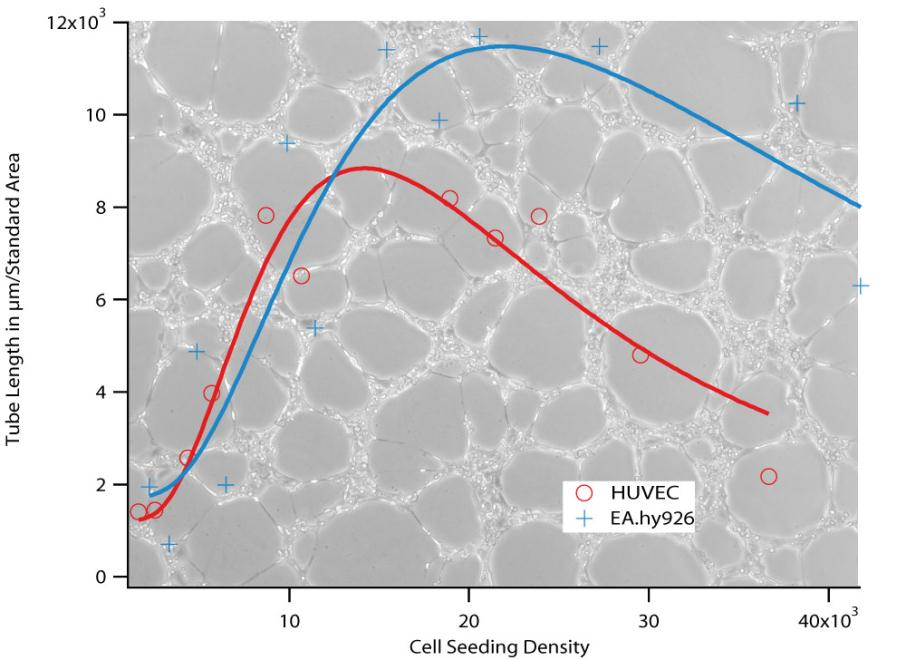 12x10³
10
8
6
4
2
0
Tube Length in µm/Standard Area
HUVEC
EA.hy926
10
20
30
40x10³
Cell Seeding Density